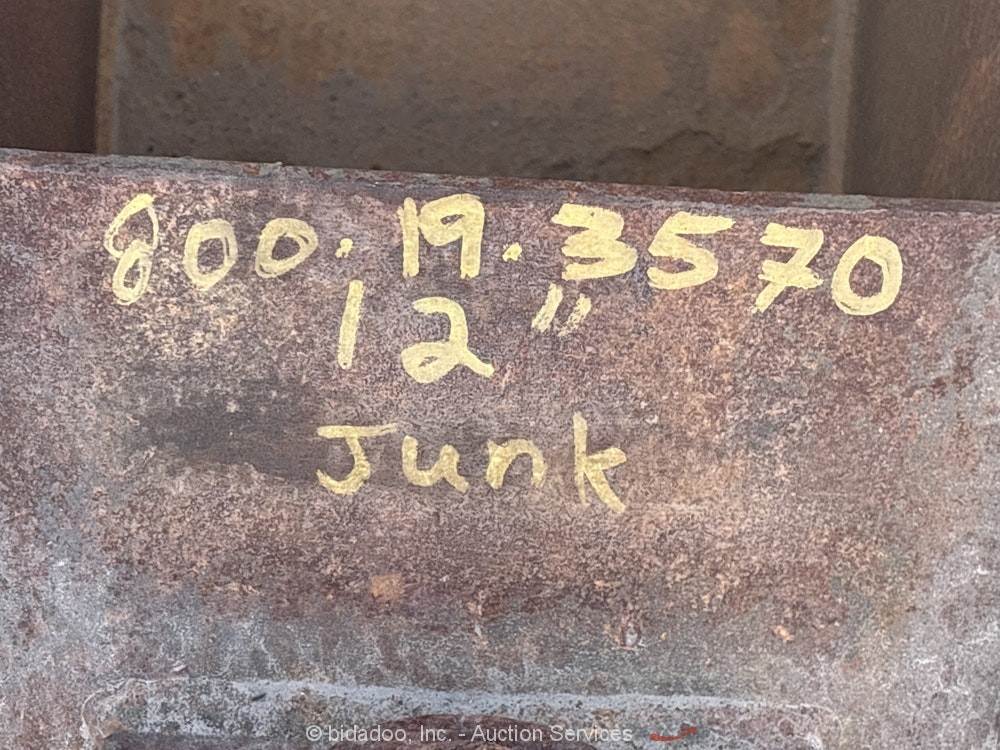 800.19.3570
12"
Junk
© bidadoo, Inc. - Auction Services